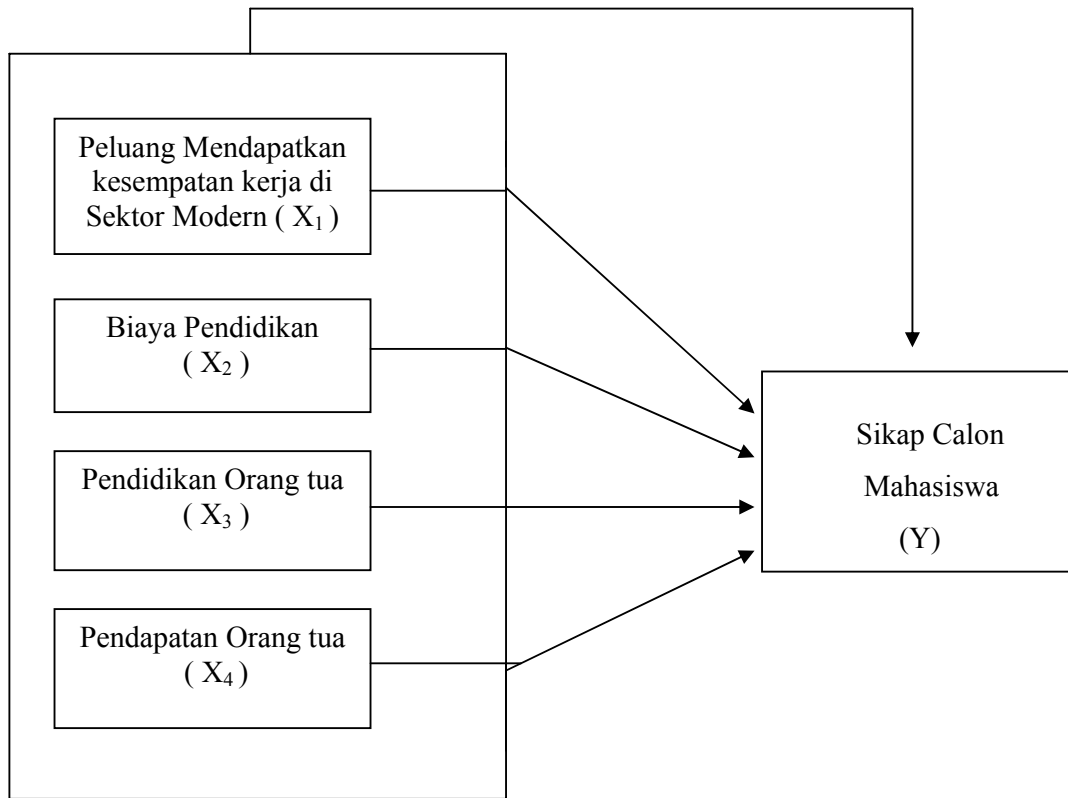 Peluang Mendapatkan
kesempatan kerja di
Sektor Modern ( X₁ )
Biaya Pendidikan
( X₂ )
Pendidikan Orang tua
( X₃ )
Pendapatan Orang tua
( X₄ )
Sikap Calon
Mahasiswa
(Y)